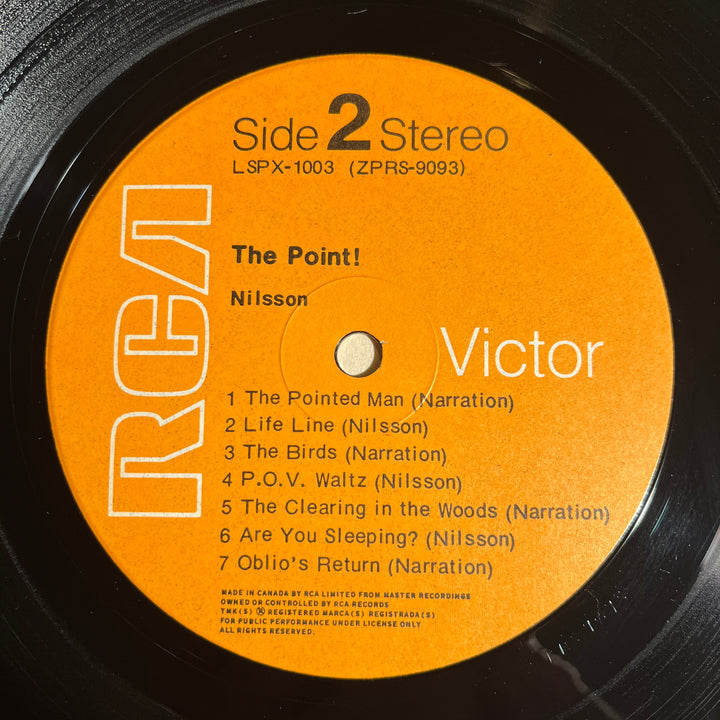 Side 2 Stereo
LSPX-1003 (ZPRS-9093)
RCA
The Point!
Nilsson
Victor
1 The Pointed Man (Narration)
2 Life Line (Nilsson)
3 The Birds (Narration)
4 P.O.V. Waltz (Nilsson)
5 The Clearing in the Woods (Narration)
6 Are You Sleeping? (Nilsson)
7 Oblio's Return (Narration)
MADE IN CANADA BY RCA LIMITED FROM MASTER RECORDINGS
OWNED OR CONTROLLED BY RCA RECORDS
TMK(S) ® REGISTERED MARCA(S) REGISTRADA(S)
FOR PUBLIC PERFORMANCE UNDER LICENSE ONLY
ALL RIGHTS RESERVED.